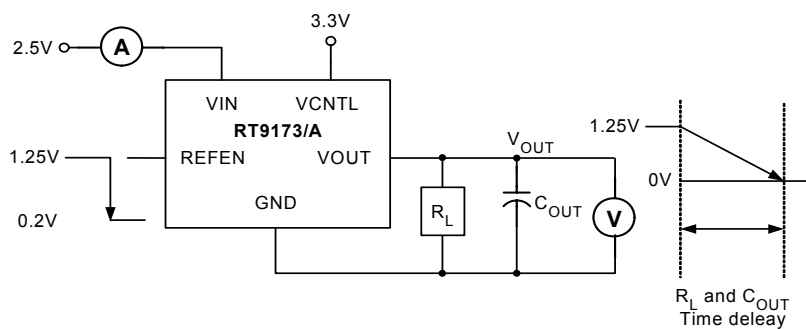 3.3V
2.5V
A
VIN
VCNTL
RT9173/A
1.25V
REFEN
VOUT
VOUT
1.25V
0V
0.2V
GND
RL
COUT
V
RL and COUT
Time deleay